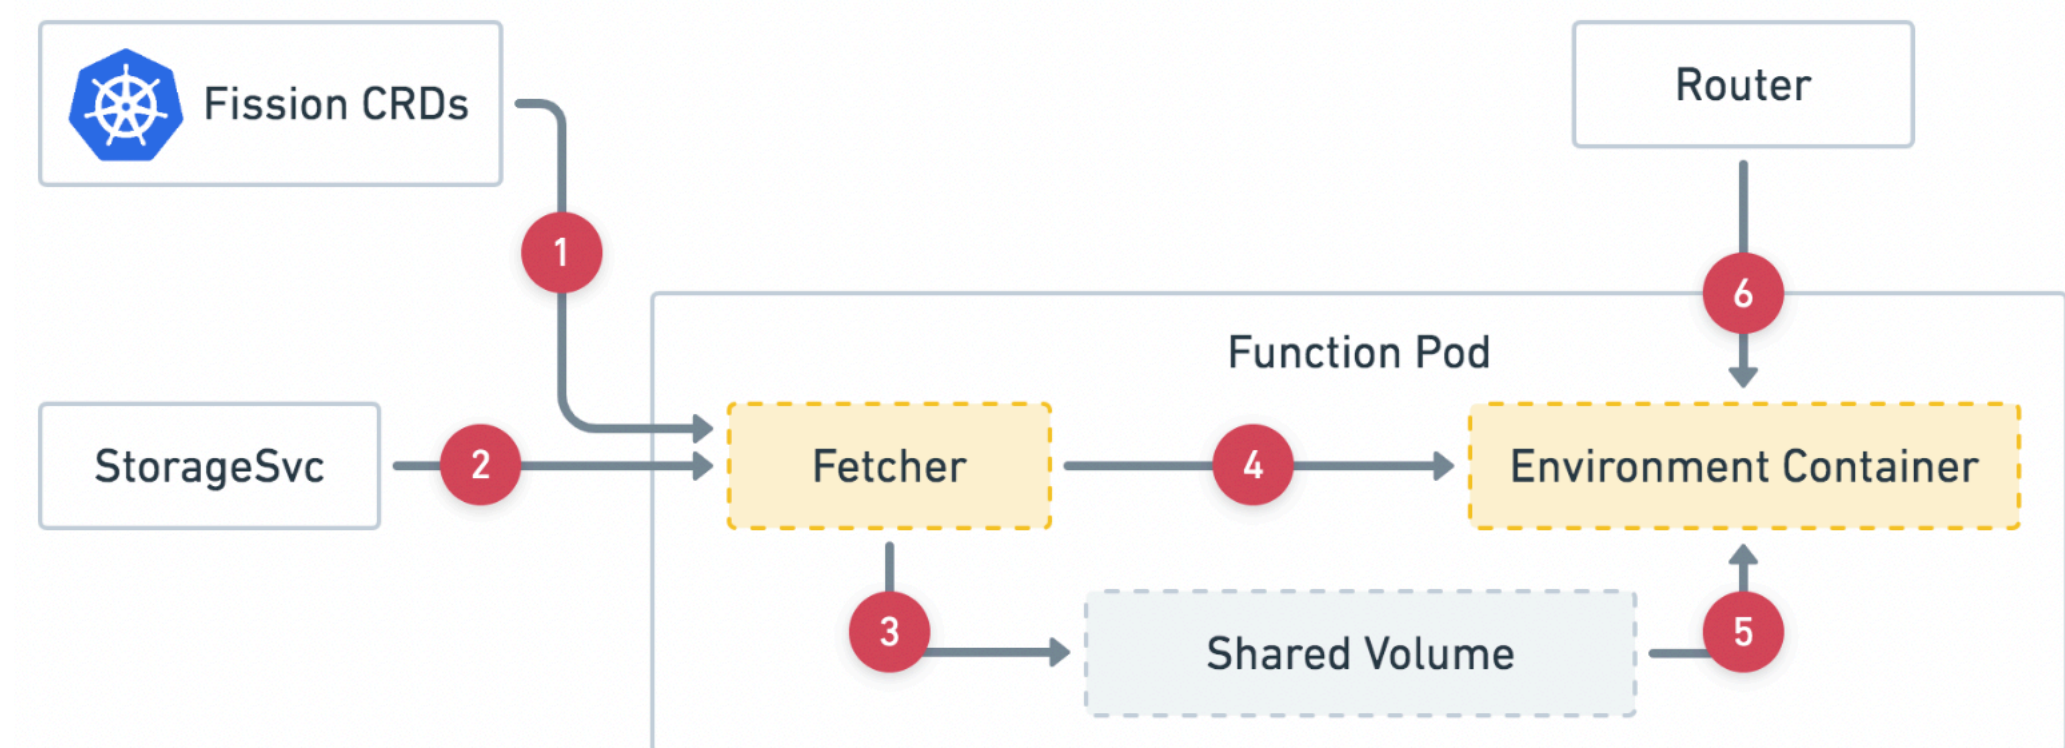 Fission CRDs
Router
1
6
Function Pod
StorageSvc
2
Fetcher
4
Environment Container
3
Shared Volume
5